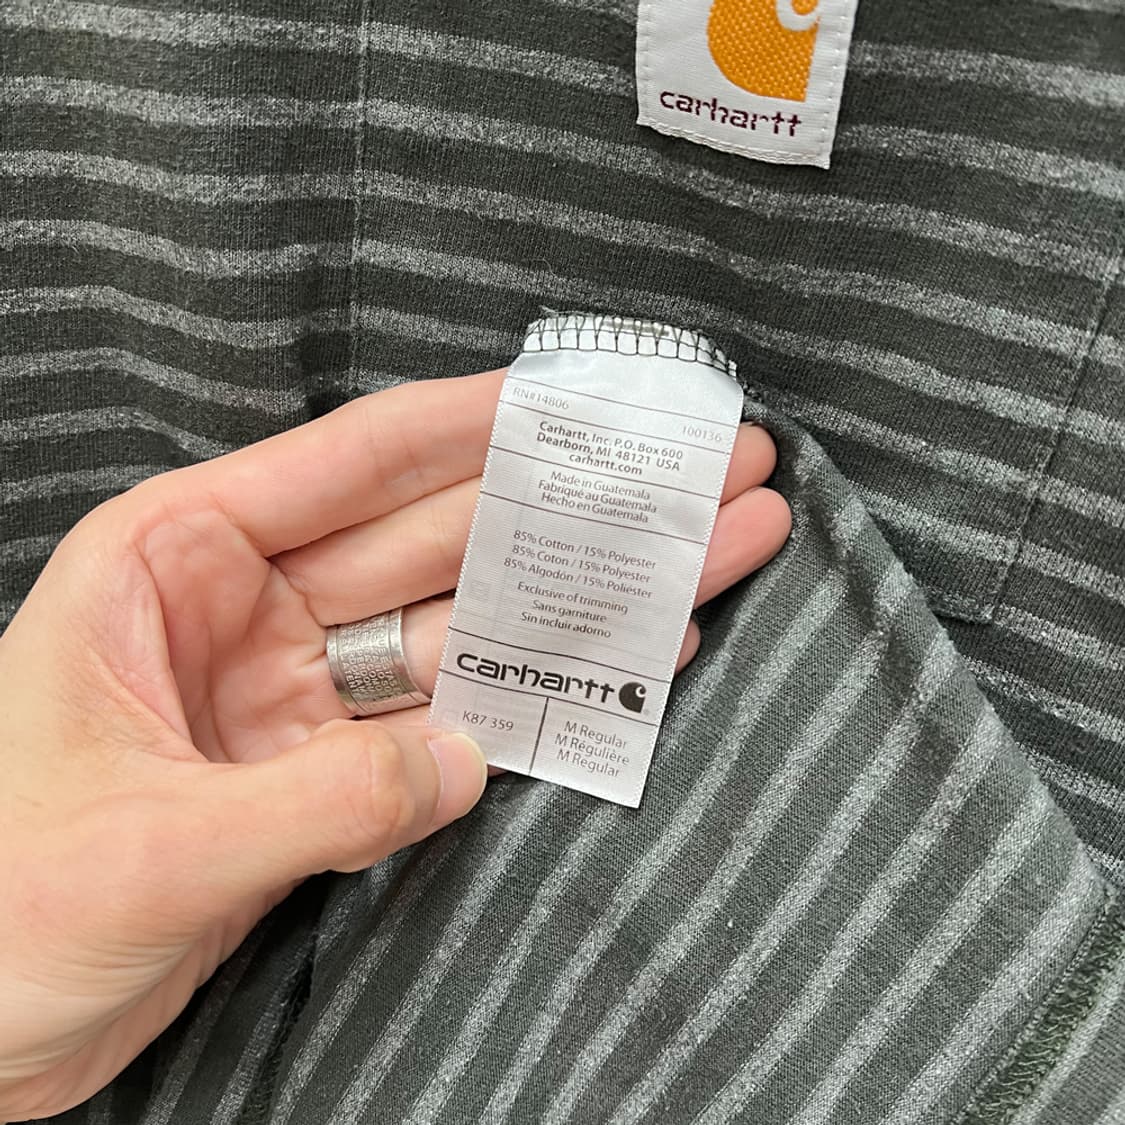 carhartt
RN#14806
100136
Carhartt, Inc. P.O. Box 600
Dearborn, MI 48121 USA
carhartt.com
Made in Guatemala
Fabriqué au Guatemala
Hecho en Guatemala
85% Cotton / 15% Polyester
85% Coton / 15% Polyester
85% Algodón / 15% Poliéster
Exclusive of trimming
Sans garniture
Sin incluir adorno
carhartt
K87 359
M Regular
M Régulière
M Regular